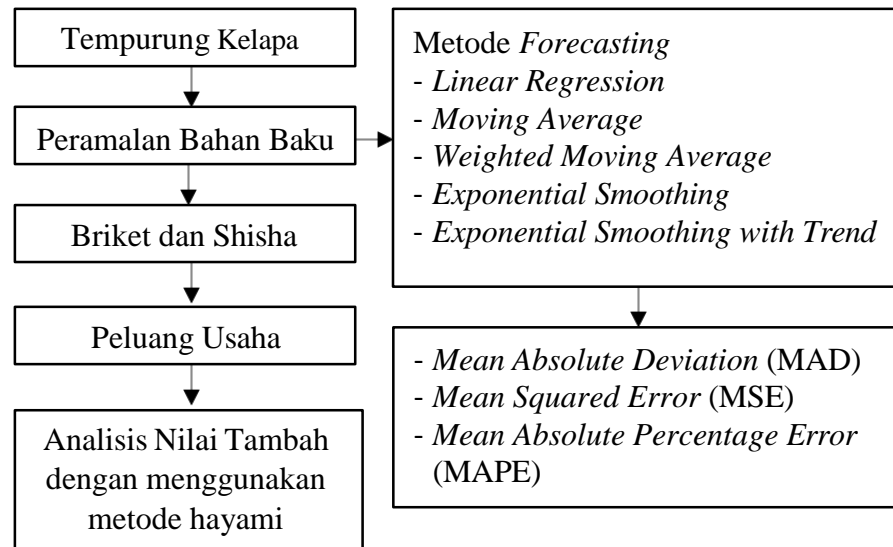 Tempurung Kelapa
Peramalan Bahan Baku
Briket dan Shisha
Peluang Usaha
Analisis Nilai Tambah
dengan menggunakan
metode hayami
Metode Forecasting
- Linear Regression
- Moving Average
- Weighted Moving Average
- Exponential Smoothing
- Exponential Smoothing with Trend
- Mean Absolute Deviation (MAD)
- Mean Squared Error (MSE)
- Mean Absolute Percentage Error
(MAPE)